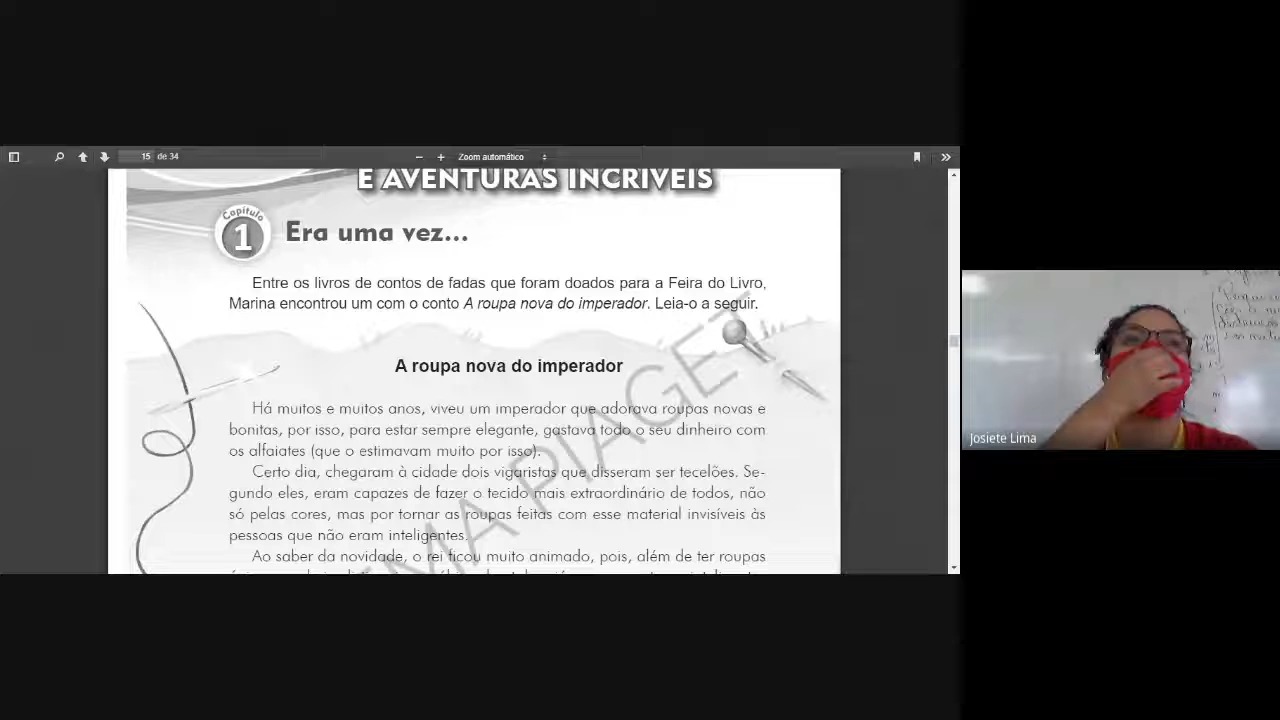 15 de 34
Zoom automático
E AVENTURAS INCRÍVEIS
Capítulo
1
Era uma vez...
Entre os livros de contos de fadas que foram doados para a Feira do Livro,
Marina encontrou um com o conto A roupa nova do imperador. Leia-o a seguir.
A roupa nova do imperador
Há muitos e muitos anos, viveu um imperador que adorava roupas novas e
bonitas, por isso, para estar sempre elegante, gastava todo o seu dinheiro com
os alfaiates (que o estimavam muito por isso).
Certo dia, chegaram à cidade dois vigaristas que disseram ser tecelões. Se-
gundo eles, eram capazes de fazer o tecido mais extraordinário de todos, não
só pelas cores, mas por tornar as roupas feitas com esse material invisíveis às
pessoas que não eram inteligentes.
Ao saber da novidade, o rei ficou muito animado, pois, além de ter roupas
EMA PIAGET
Josiete Lima